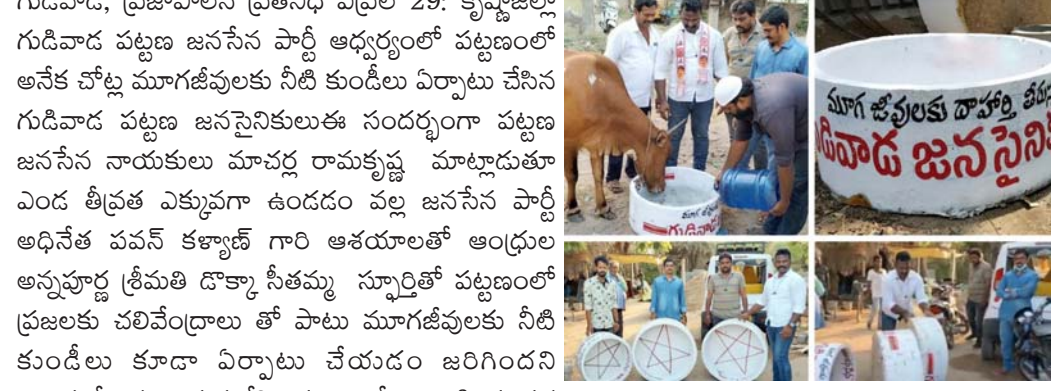 గుడివాడ, ప్రజాపాలన ప్రతినిధి ఏప్రిల్ 29: కృష్ణాజిల్లా
గుడివాడ పట్టణ జనసేన పార్టీ ఆధ్వర్యంలో పట్టణంలో
అనేక చోట్ల మూగజీవులకు నీటి కుండీలు ఏర్పాటు చేసిన
గుడివాడ పట్టణ జనసైనికులుఈ సందర్భంగా పట్టణ
జనసేన నాయకులు మాచర్ల రామకృష్ణ మాట్లాడుతూ
ఎండ తీవ్రత ఎక్కువగా ఉండడం వల్ల జనసేన పార్టీ
అధినేత పవన్ కళ్యాణ్ గారి ఆశయాలతో ఆంధ్రుల
అన్నపూర్ణ శ్రీమతి డొక్కా సీతమ్మ స్ఫూర్తితో పట్టణంలో
ప్రజలకు చలివేంద్రాలు తో పాటు మూగజీవులకు నీటి
కుండీలు కూడా ఏర్పాటు చేయడం జరిగిందని
మూగ జీవులకు దాహార్తి
డివాడ జనసైని
మూగ
గుడివా